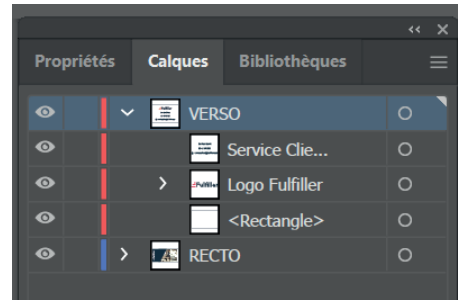 Propriétés Calques Bibliothèques
VERSO
Service Clie...
Logo Fulfiller
<Rectangle>
RECTO